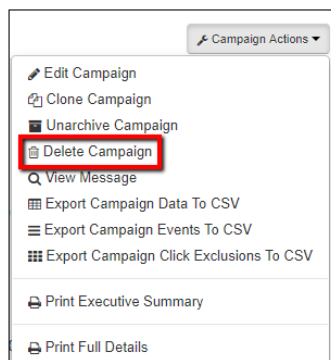 Campaign Actions
Edit Campaign
Clone Campaign
Unarchive Campaign
Delete Campaign
View Message
Export Campaign Data To CSV
Export Campaign Events To CSV
Export Campaign Click Exclusions To CSV
Print Executive Summary
Print Full Details